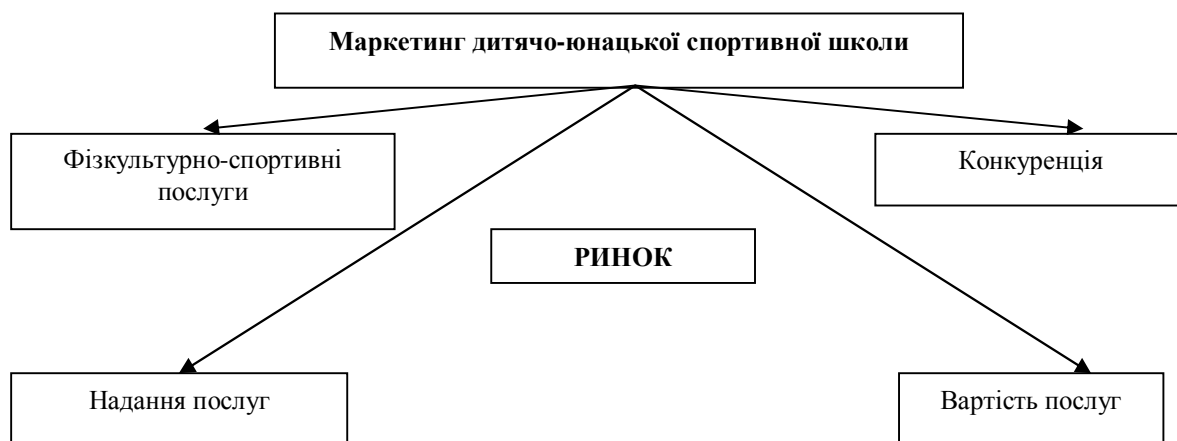 Маркетинг дитячо-юнацької спортивної школи
Фізкультурно-спортивні
послуги
Конкуренція
РИНОК
Надання послуг
Вартість послуг